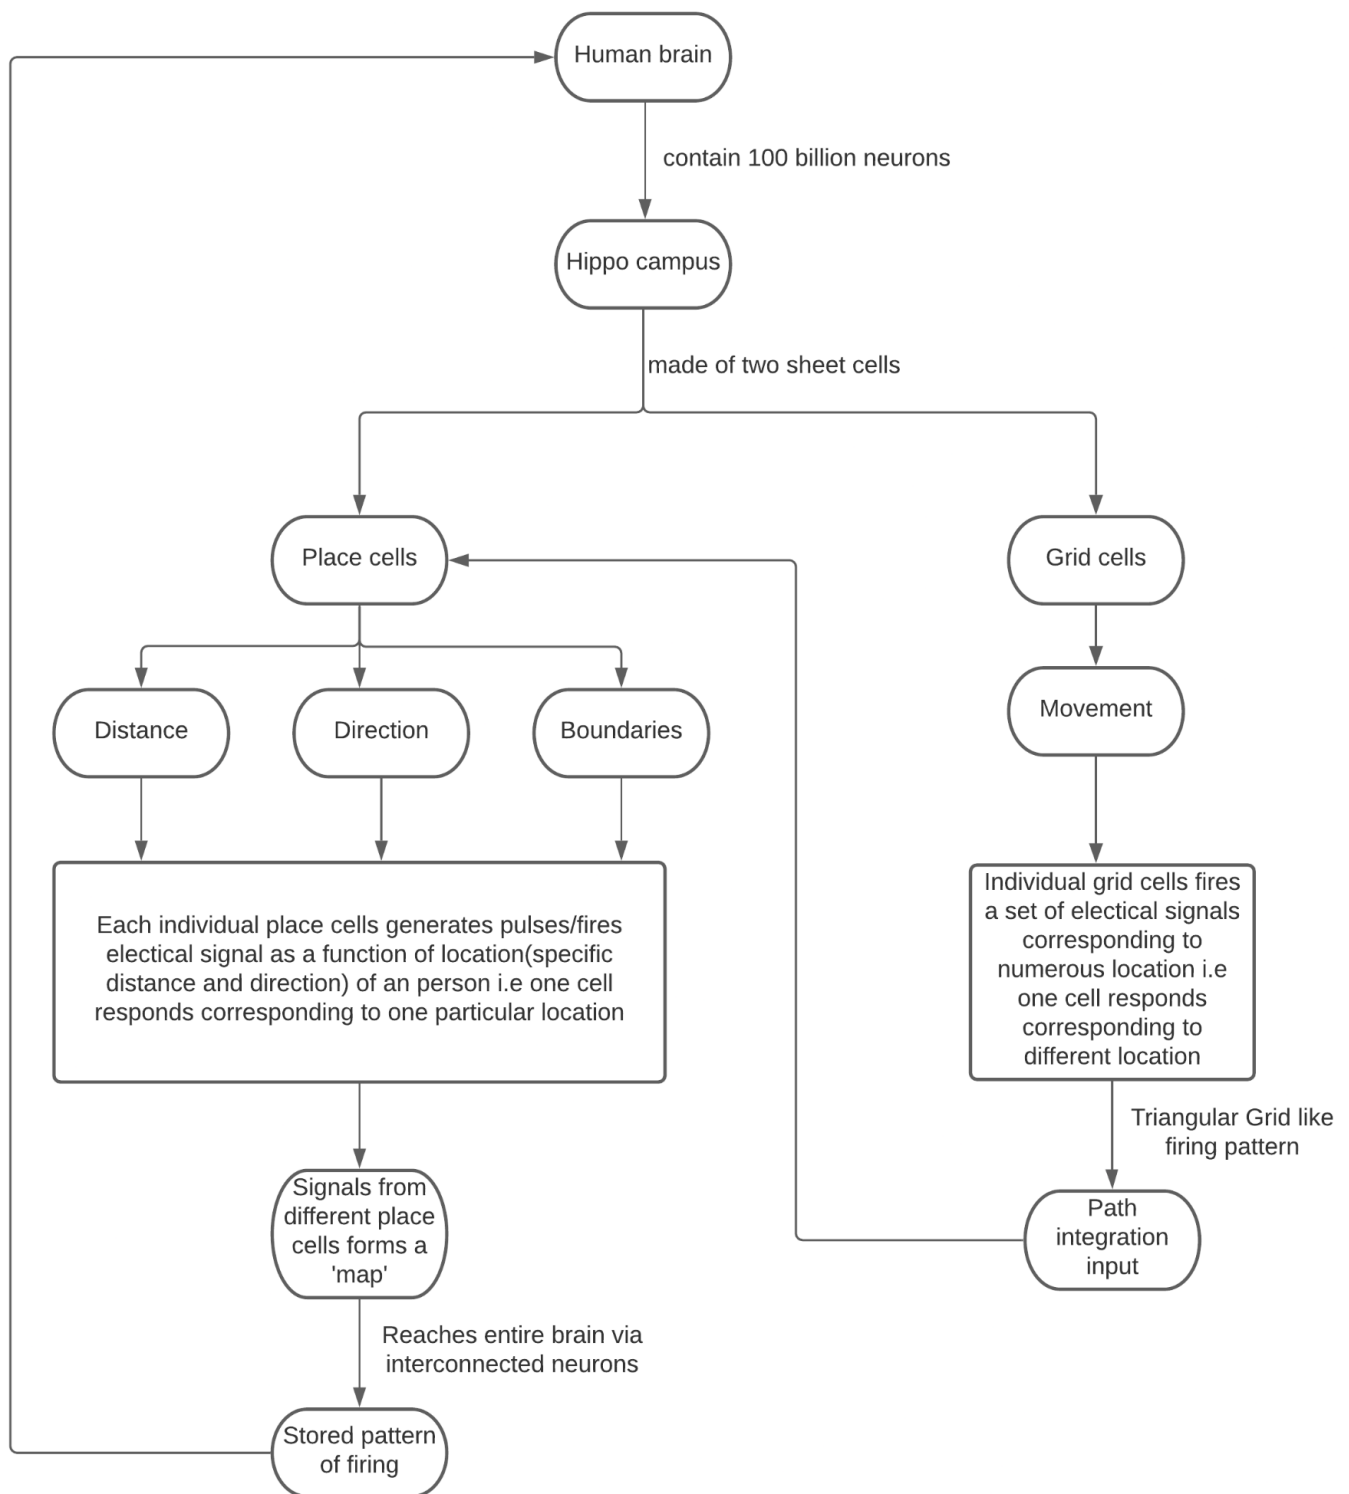 Human brain
contain 100 billion neurons
Hippo campus
made of two sheet cells
Place cells
Grid cells
Distance
Direction
Boundaries
Movement
Each individual place cells generates pulses/fires
electical signal as a function of location(specific
distance and direction) of an person i.e one cell
responds corresponding to one particular location
Individual grid cells fires
a set of electical signals
corresponding to
numerous location i.e
one cell responds
corresponding to
different location
Triangular Grid like
firing pattern
Signals from
different place
cells forms a
'map'
Path
integration
input
Reaches entire brain via
interconnected neurons
Stored pattern
of firing